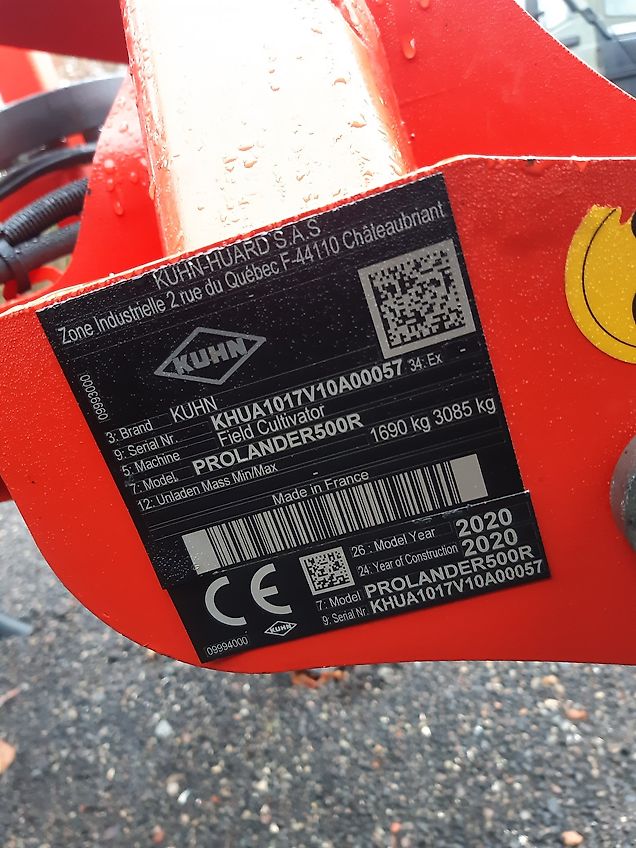 KUHN-HUARD S.A.S
Zone Industrielle 2 rue du Québec F-44110 Châteaubriant
KUHN
09993000
3: Brand KUHN
9: Serial Nr. KHUA1017V10A00057 34: Ex -
5: Machine Field Cultivator
7: Model: PROLANDER500R
12: Unladen Mass Min/Max 1690 kg 3085 kg
-
Made in France
26 : Model Year 2020
24: Year of Construction 2020
7: Model PROLANDER500R
9: Serial Nr. KHUA1017V10A00057
CE
KUHN
09994000